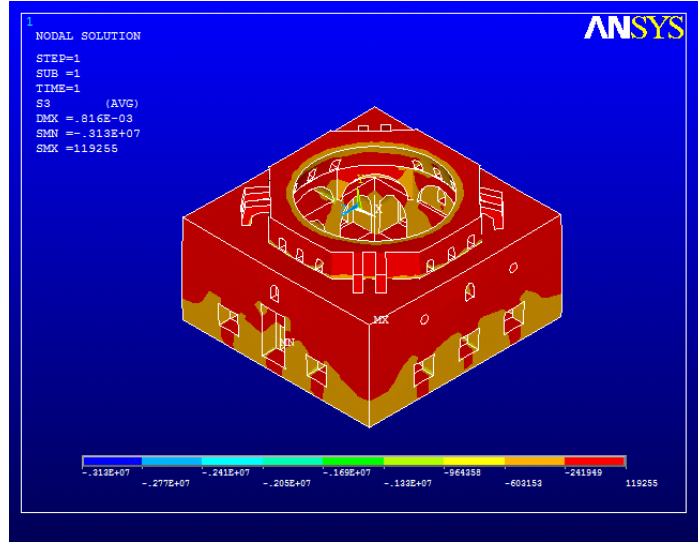 1
ANSYS
NODAL SOLUTION
STEP=1
SUB =1
TIME=1
S3 (AVG)
DMX =.816E-03
SMN =-.313E+07
SMX =119255
Y
X
MX
MN
-.313E+07 -.241E+07 -.169E+07 -964358 -241949
-.277E+07 -.205E+07 -.133E+07 -603153 119255